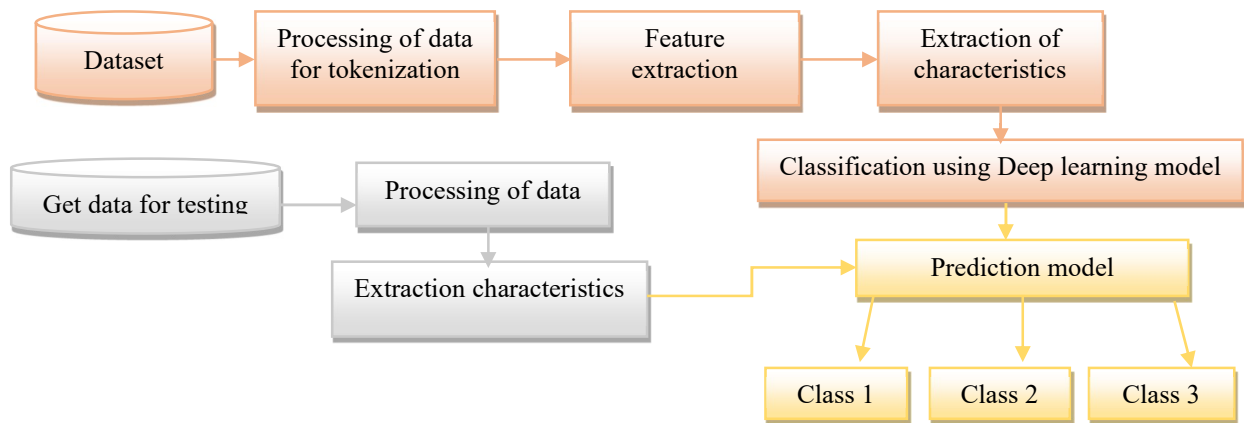 Dataset
Processing of data
for tokenization
Feature
extraction
Extraction of
characteristics
Classification using Deep learning model
Get data for testing
Processing of data
Extraction characteristics
Prediction model
Class 1
Class 2
Class 3